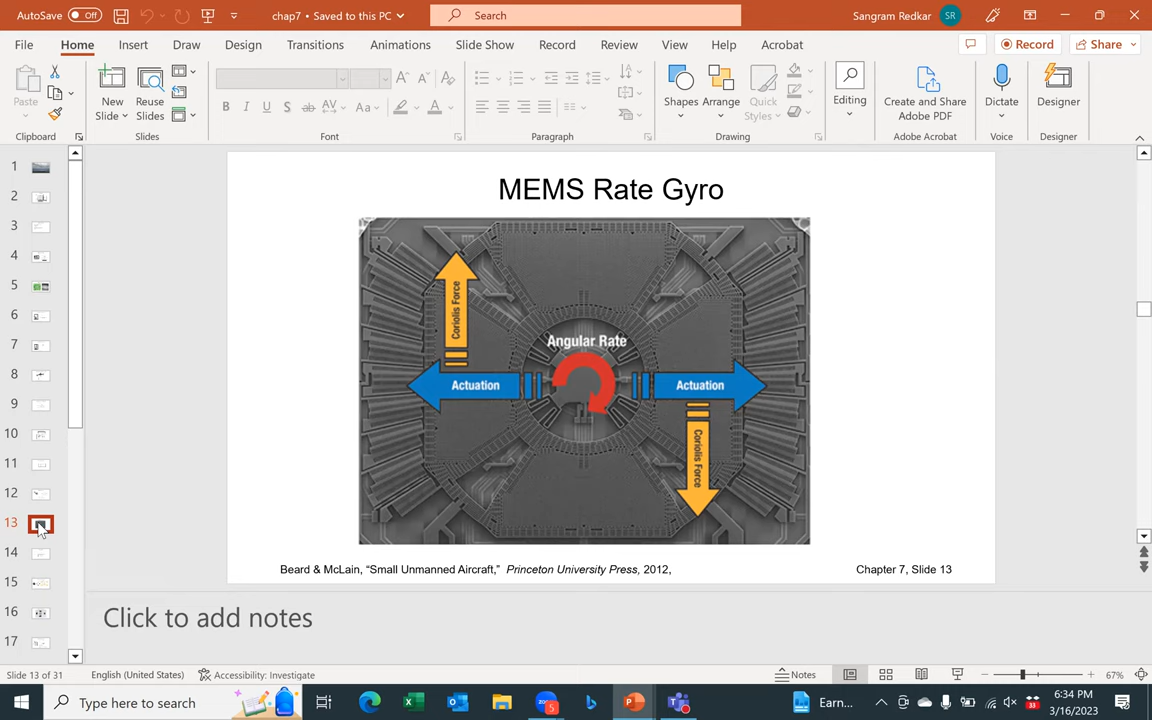 AutoSave Off
chap7 • Saved to this PC
Search
Sangram Redkar SR
File Home Insert Draw Design Transitions Animations Slide Show Record Review View Help Acrobat
Record Share
Paste
New Slide
Reuse Slides
B I U S ab AV Aa A
Shapes Arrange Quick Styles
Editing
Create and Share Adobe PDF
Dictate
Designer
Clipboard Slides Font Paragraph Drawing Adobe Acrobat Voice Designer
1
2
3
4
5
6
7
8
9
10
11
12
13
14
15
16
17
MEMS Rate Gyro
Coriolis Force
Angular Rate
Actuation
Actuation
Coriolis Force
Beard & McLain, “Small Unmanned Aircraft,” Princeton University Press, 2012,
Chapter 7, Slide 13
Click to add notes
Slide 13 of 31 English (United States) Accessibility: Investigate Notes 67%
Type here to search
5
Earn...
33
6:34 PM
3/16/2023